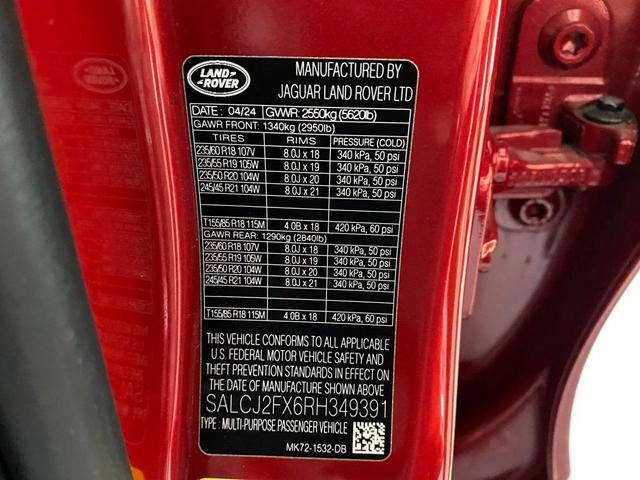 LAND
ROVER
MANUFACTURED BY
JAGUAR LAND ROVER LTD
DATE : 04/24 GVWR: 2550kg (5620lb)
GAWR FRONT: 1340kg (2950lb)
TIRES RIMS PRESSURE (COLD)
235/60 R18 107V 8.0J x 18 340 kPa, 50 psi
235/55 R19 105W 8.0J x 19 340 kPa, 50 psi
235/50 R20 104W 8.0J x 20 340 kPa, 50 psi
245/45 R21 104W 8.0J x 21 340 kPa, 50 psi
T155/85 R18 115M 4.0B x 18 420 kPa, 60 psi
GAWR REAR: 1290kg (2840lb)
235/60 R18 107V 8.0J x 18 340 kPa, 50 psi
235/55 R19 105W 8.0J x 19 340 kPa, 50 psi
235/50 R20 104W 8.0J x 20 340 kPa, 50 psi
245/45 R21 104W 8.0J x 21 340 kPa, 50 psi
T155/85 R18 115M 4.0B x 18 420 kPa, 60 psi
THIS VEHICLE CONFORMS TO ALL APPLICABLE
U.S. FEDERAL MOTOR VEHICLE SAFETY AND
THEFT PREVENTION STANDARDS IN EFFECT ON
THE DATE OF MANUFACTURE SHOWN ABOVE
SALCJ2FX6RH349391
TYPE : MULTI-PURPOSE PASSENGER VEHICLE
MK72-1532-DB